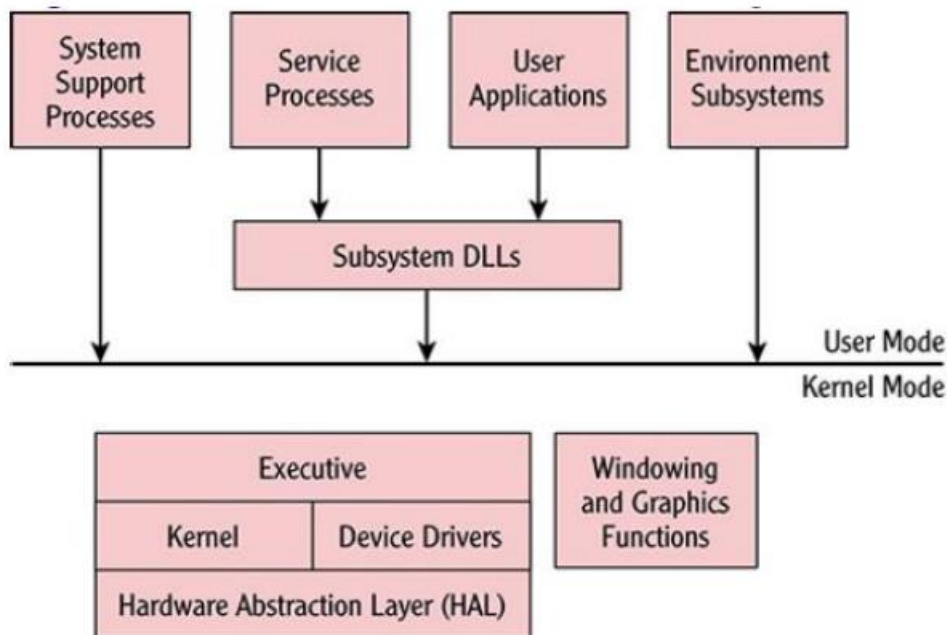 System
Support
Processes
Service
Processes
User
Applications
Environment
Subsystems
Subsystem DLLs
User Mode
Kernel Mode
Executive
Kernel
Device Drivers
Hardware Abstraction Layer (HAL)
Windowing
and Graphics
Functions